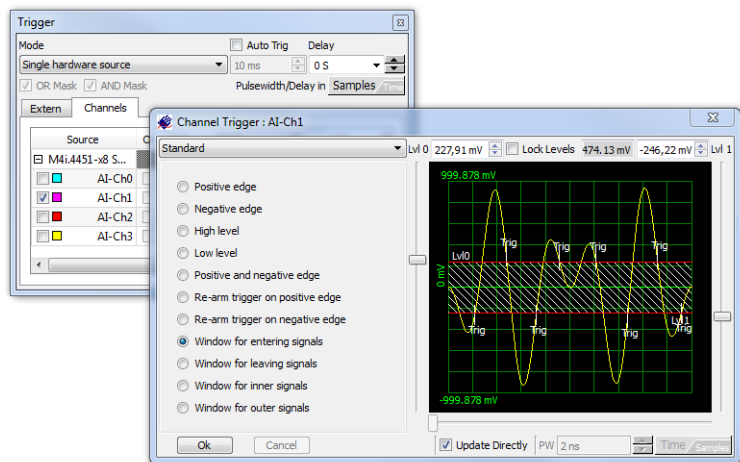 Trigger
Mode
Auto Trig
Delay
Single hardware source
10 ms
0 S
OR Mask
AND Mask
Pulsewidth/Delay in
Samples
Time
Extern
Channels
Source
M4i.4451-x8 S...
AI-Ch0
AI-Ch1
AI-Ch2
AI-Ch3
Channel Trigger : AI-Ch1
Standard
Lvl 0
227,91 mV
Lock Levels
474.13 mV
-246,22 mV
Lvl 1
Positive edge
Negative edge
High level
Low level
Positive and negative edge
Re-arm trigger on positive edge
Re-arm trigger on negative edge
Window for entering signals
Window for leaving signals
Window for inner signals
Window for outer signals
999.878 mV
Trig
Trig
Trig
Trig
Lvl0
0 mV
Lvl1
Trig
Trig
Trig
Trig
-999.878 mV
Ok
Cancel
Update Directly
PW
2 ns
Time
Samples